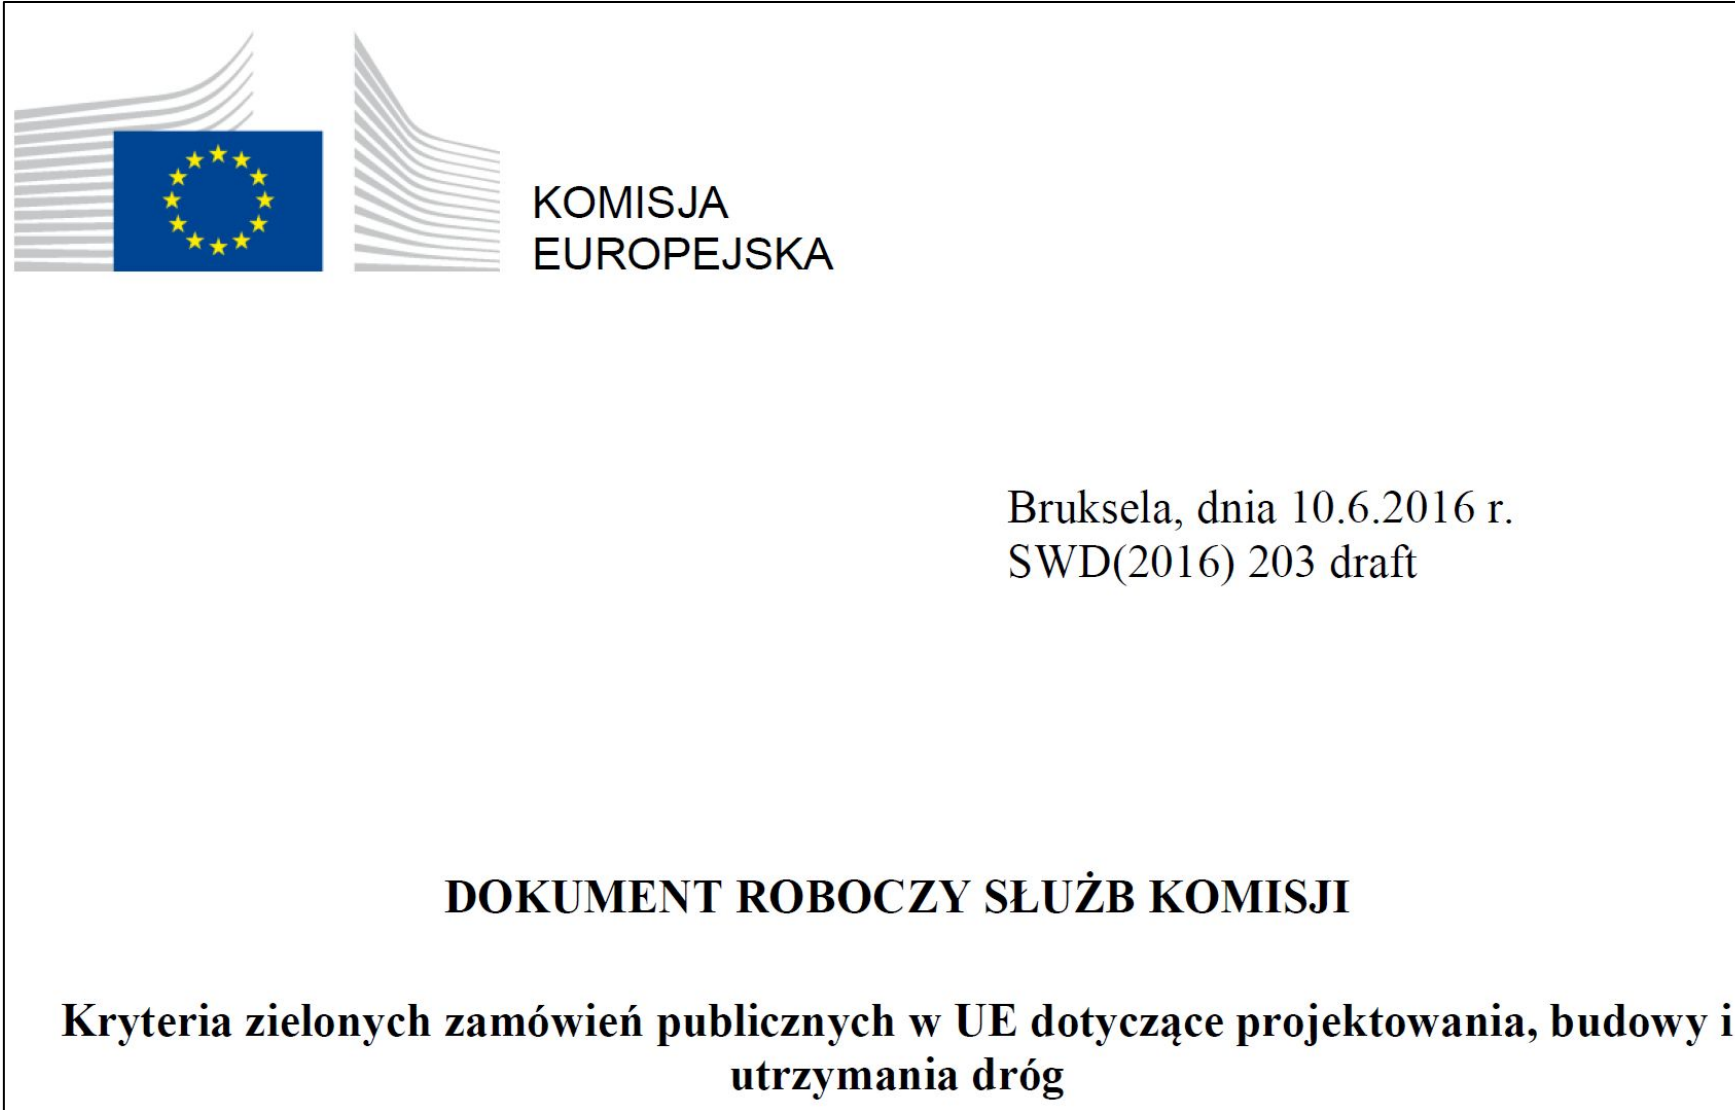 KOMISJA
EUROPEJSKA
Bruksela, dnia 10.6.2016 r.
SWD(2016) 203 draft
DOKUMENT ROBOCZY SŁUŻB KOMISJI
Kryteria zielonych zamówień publicznych w UE dotyczące projektowania, budowy i
utrzymania dróg